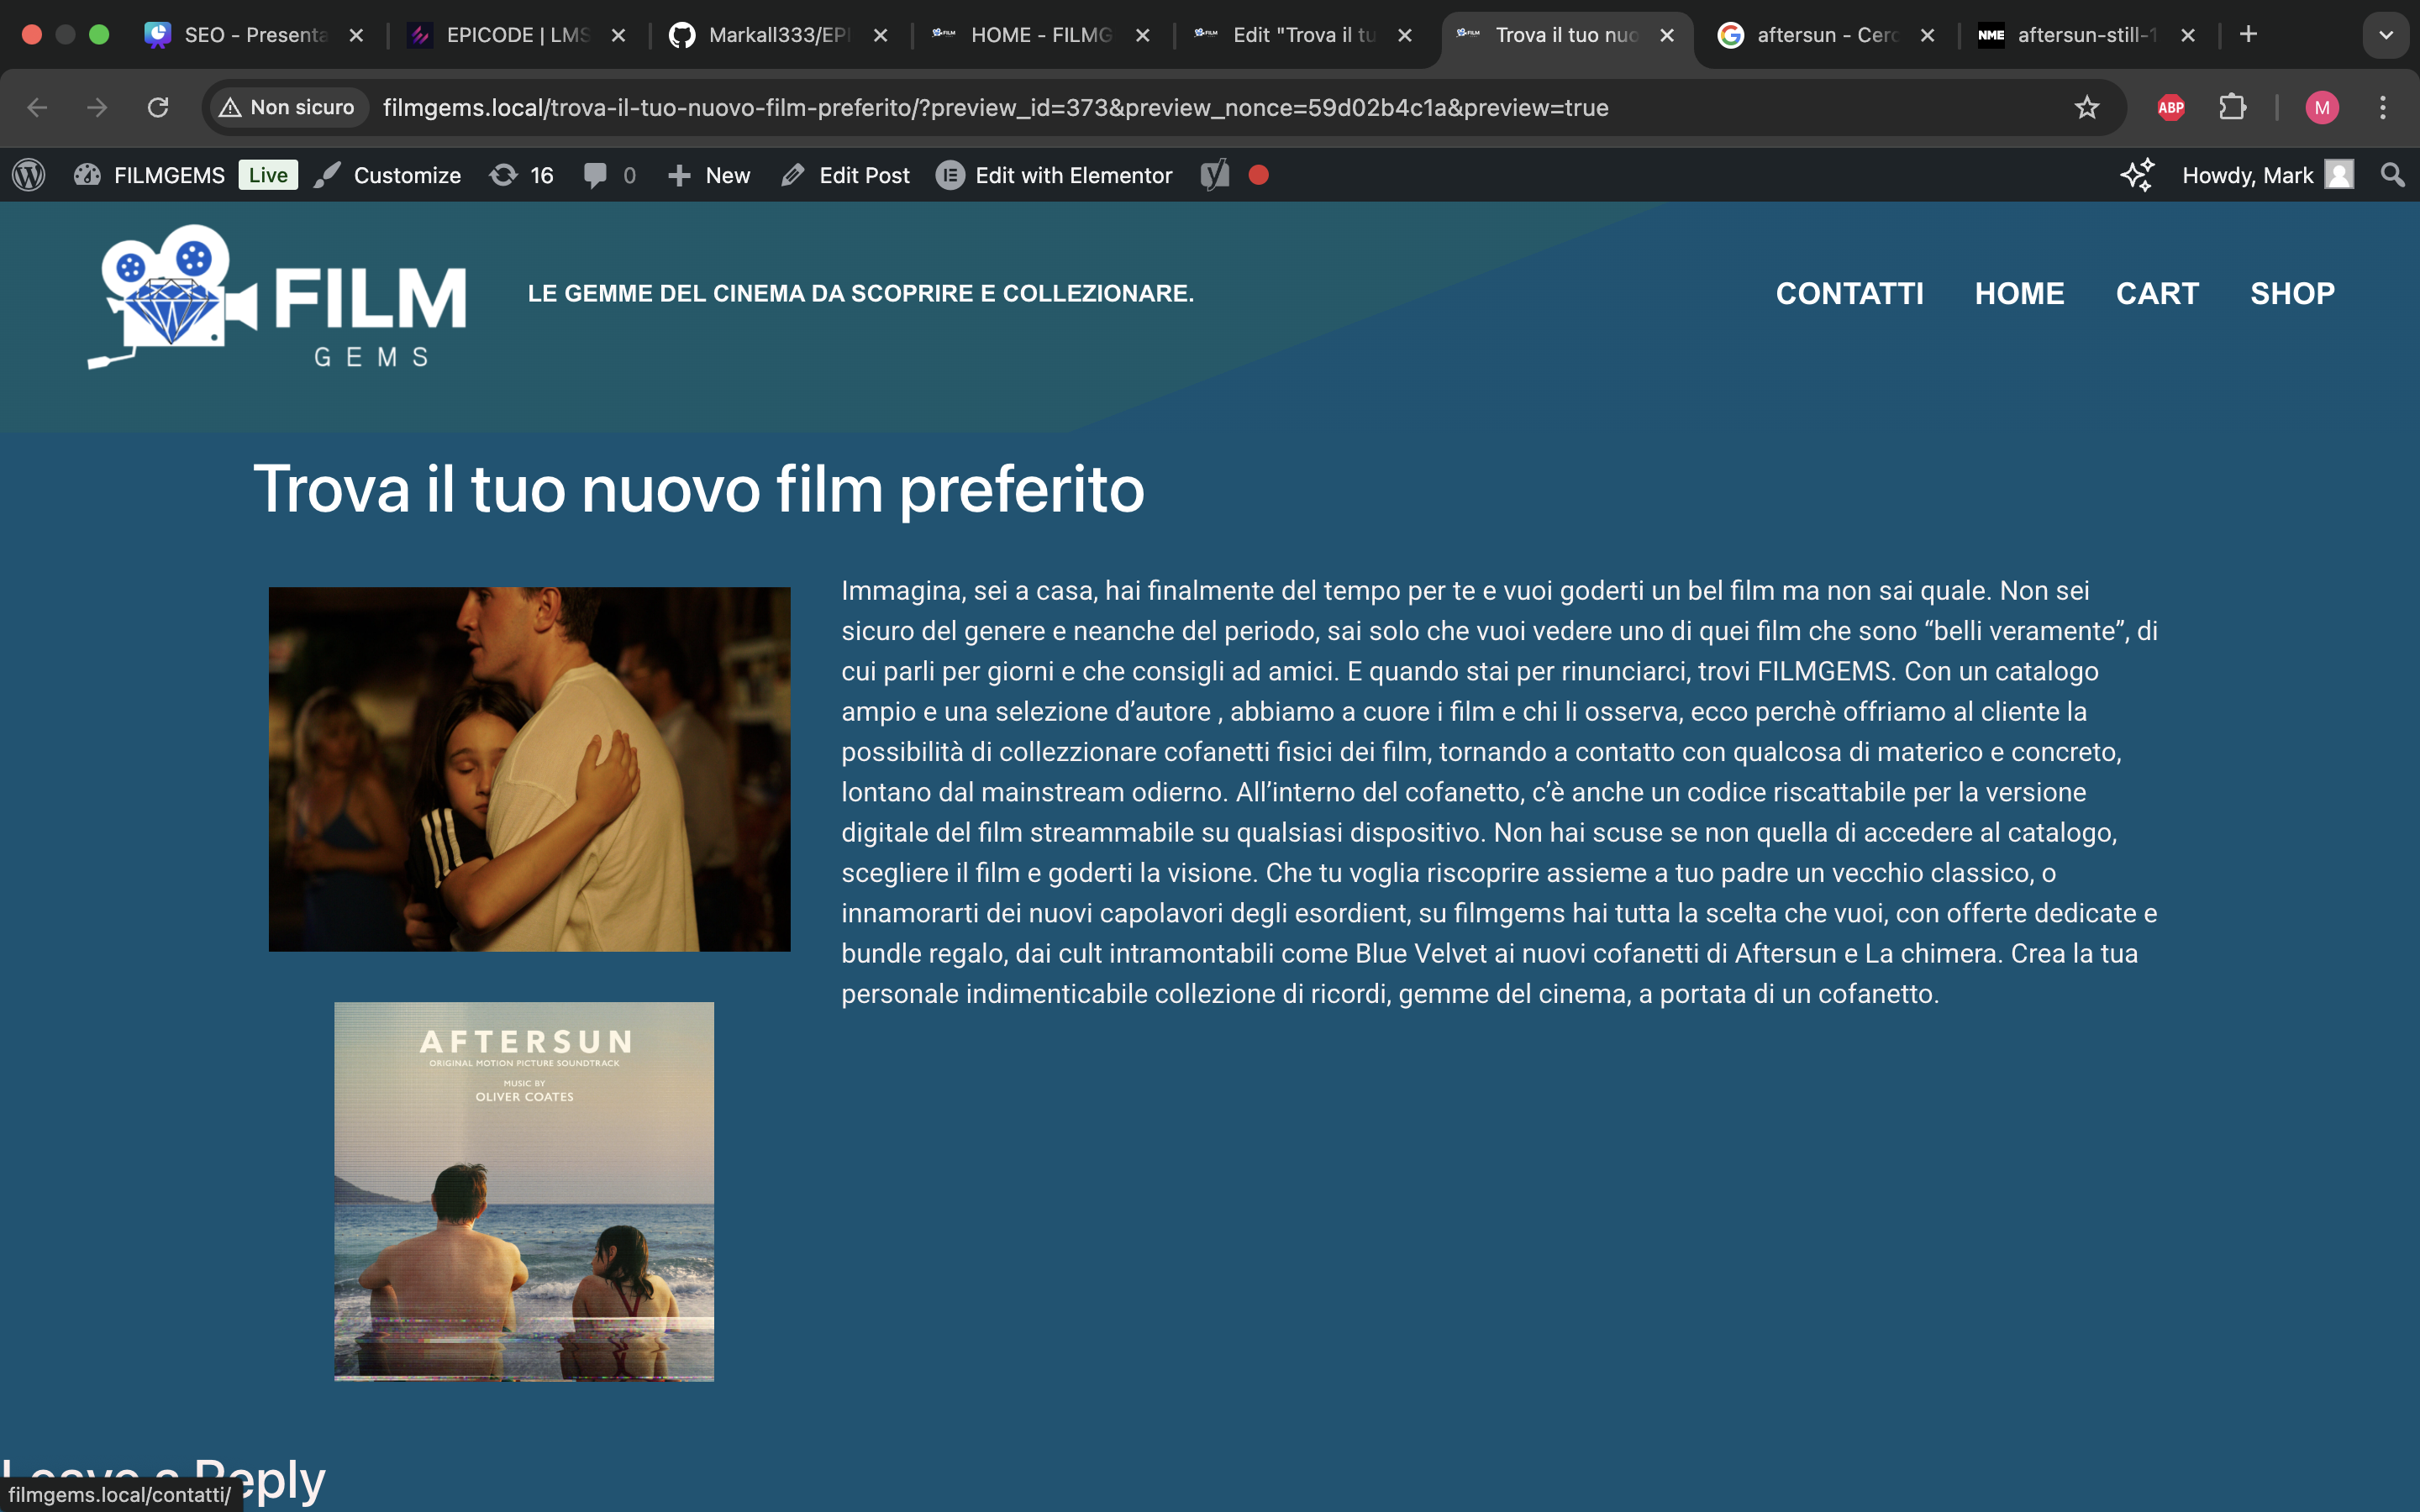 SEO - Presenta
EPICODE | LMS
Markall333/EPI
HOME - FILMG
Edit "Trova il tu
Trova il tuo nuo
aftersun - Cerc
NME aftersun-still-1
Non sicuro filmgems.local/trova-il-tuo-nuovo-film-preferito/?preview_id=373&preview_nonce=59d02b4c1a&preview=true
ABP
M
FILMGEMS Live Customize 16 0 New Edit Post Edit with Elementor Howdy, Mark
FILM
GEMS
LE GEMME DEL CINEMA DA SCOPRIRE E COLLEZIONARE.
CONTATTI HOME CART SHOP
Trova il tuo nuovo film preferito
Immagina, sei a casa, hai finalmente del tempo per te e vuoi goderti un bel film ma non sai quale. Non sei
sicuro del genere e neanche del periodo, sai solo che vuoi vedere uno di quei film che sono “belli veramente”, di
cui parli per giorni e che consigli ad amici. E quando stai per rinunciarci, trovi FILMGEMS. Con un catalogo
ampio e una selezione d’autore , abbiamo a cuore i film e chi li osserva, ecco perchè offriamo al cliente la
possibilità di collezzionare cofanetti fisici dei film, tornando a contatto con qualcosa di materico e concreto,
lontano dal mainstream odierno. All’interno del cofanetto, c’è anche un codice riscattabile per la versione
digitale del film streammabile su qualsiasi dispositivo. Non hai scuse se non quella di accedere al catalogo,
scegliere il film e goderti la visione. Che tu voglia riscoprire assieme a tuo padre un vecchio classico, o
innamorarti dei nuovi capolavori degli esordient, su filmgems hai tutta la scelta che vuoi, con offerte dedicate e
bundle regalo, dai cult intramontabili come Blue Velvet ai nuovi cofanetti di Aftersun e La chimera. Crea la tua
personale indimenticabile collezione di ricordi, gemme del cinema, a portata di un cofanetto.
AFTERSUN
ORIGINAL MOTION PICTURE SOUNDTRACK
MUSIC BY
OLIVER COATES
Leave a Reply
filmgems.local/contatti/